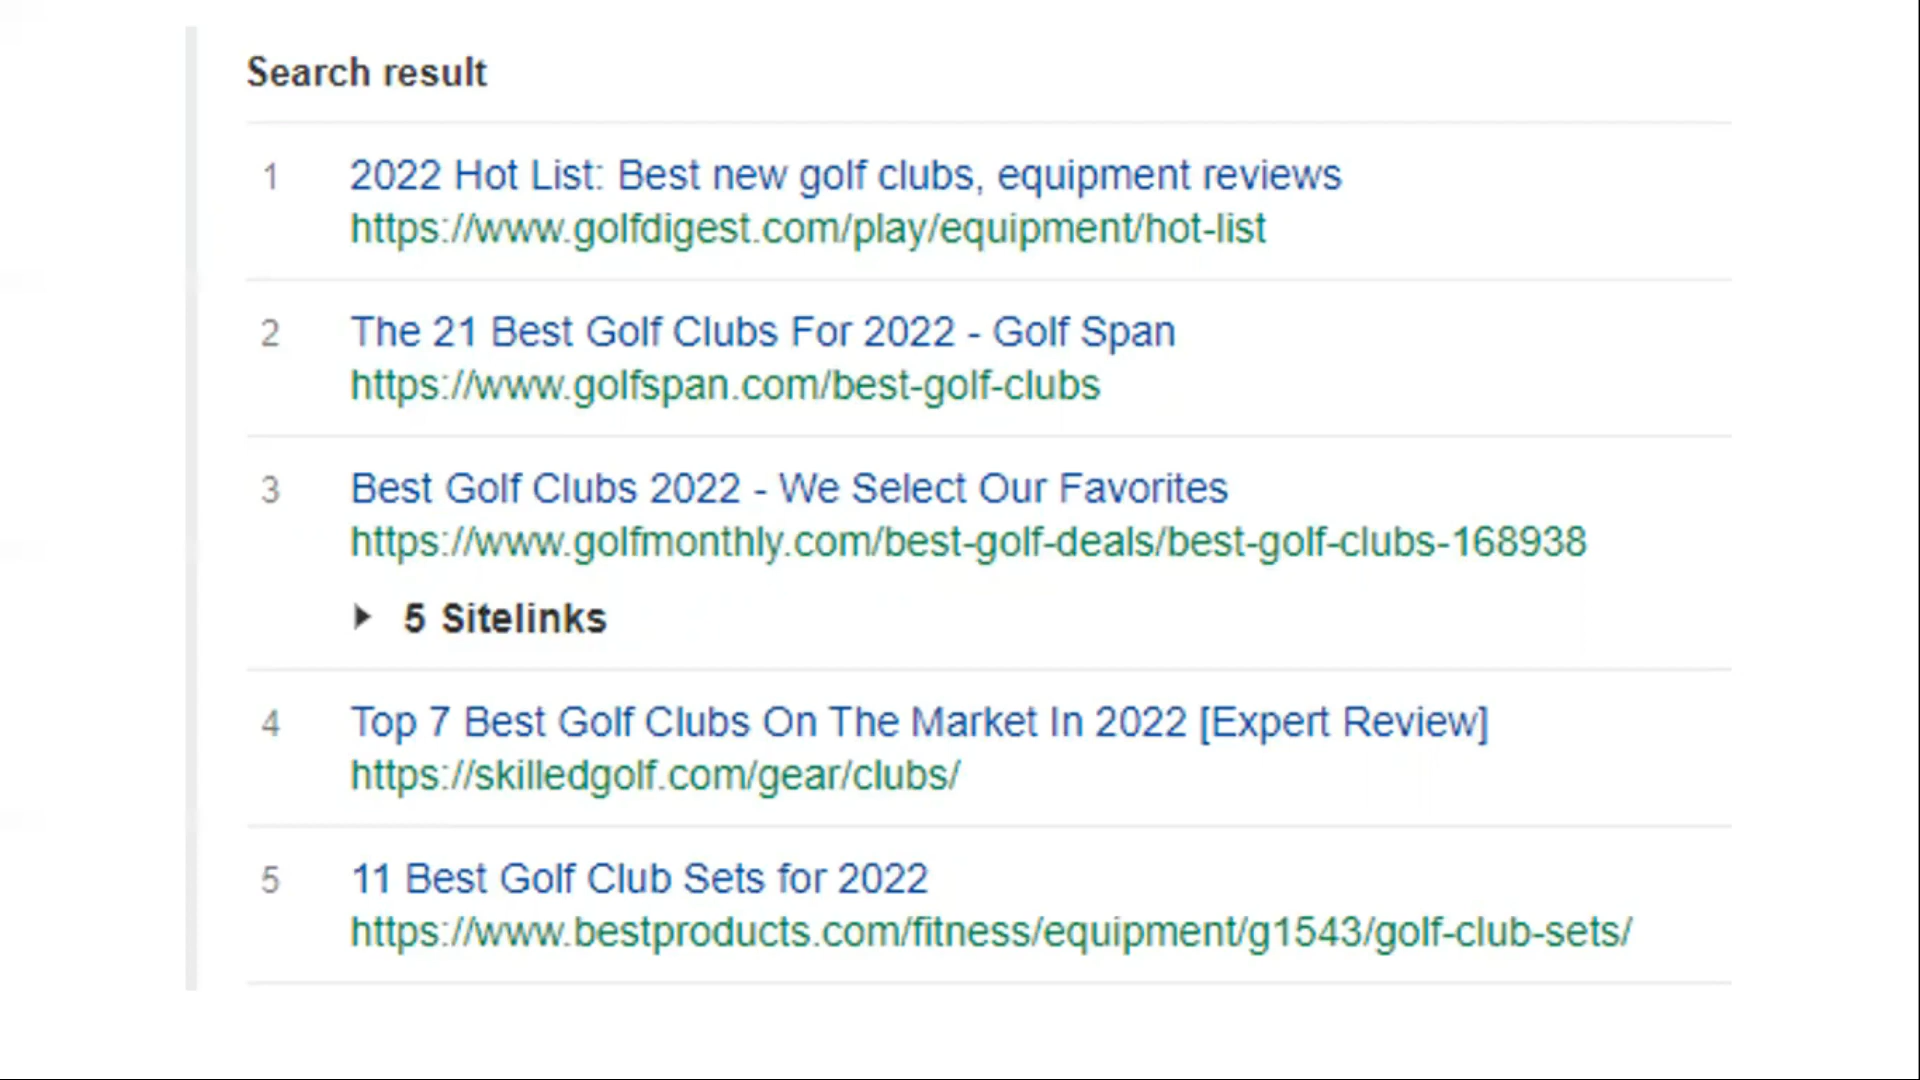 Search result
1 2022 Hot List: Best new golf clubs, equipment reviews
https://www.golfdigest.com/play/equipment/hot-list
2 The 21 Best Golf Clubs For 2022 - Golf Span
https://www.golfspan.com/best-golf-clubs
3 Best Golf Clubs 2022 - We Select Our Favorites
https://www.golfmonthly.com/best-golf-deals/best-golf-clubs-168938
5 Sitelinks
4 Top 7 Best Golf Clubs On The Market In 2022 [Expert Review]
https://skilledgolf.com/gear/clubs/
5 11 Best Golf Club Sets for 2022
https://www.bestproducts.com/fitness/equipment/g1543/golf-club-sets/